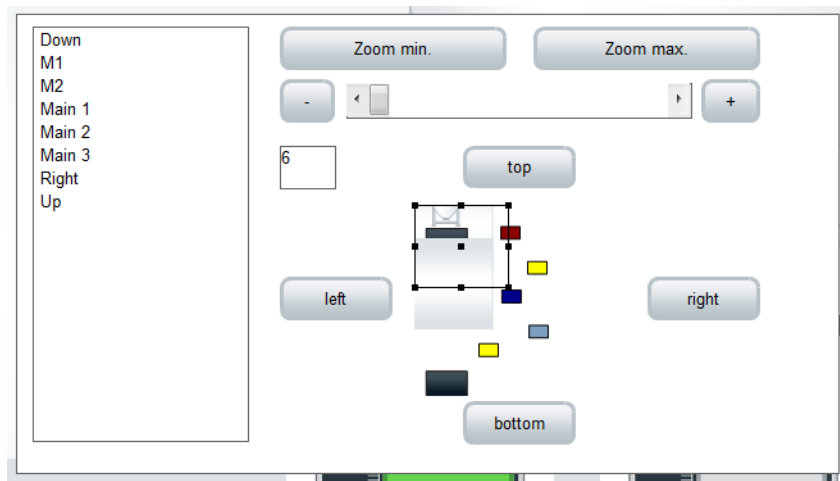 Down
M1
M2
Main 1
Main 2
Main 3
Right
Up
Zoom min.
Zoom max.
-
+
6
top
left
right
bottom